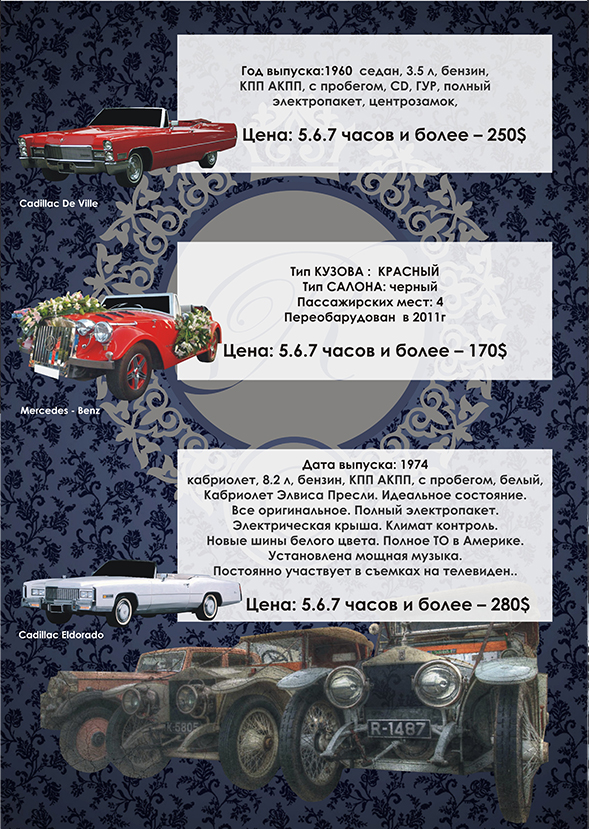 Год выпуска:1960 седан, 3.5 л, бензин,
КПП АКПП, с пробегом, CD, ГУР, полный
электропакет, центрозамок,
Цена: 5.6.7 часов и более – 250$
Cadillac De Ville
Тип КУЗОВА : КРАСНЫЙ
Тип САЛОНА: черный
Пассажирских мест: 4
Переобарудован в 2011г
Цена: 5.6.7 часов и более – 170$
Mercedes - Benz
Дата выпуска: 1974
кабриолет, 8.2 л, бензин, КПП АКПП, с пробегом, белый,
Кабриолет Элвиса Пресли. Идеальное состояние.
Все оригинальное. Полный электропакет.
Электрическая крыша. Климат контроль.
Новые шины белого цвета. Полное ТО в Америке.
Установлена мощная музыка.
Постоянно участвует в съемках на телевиден..
Цена: 5.6.7 часов и более – 280$
Cadillac Eldorado
K-5805
R-1487